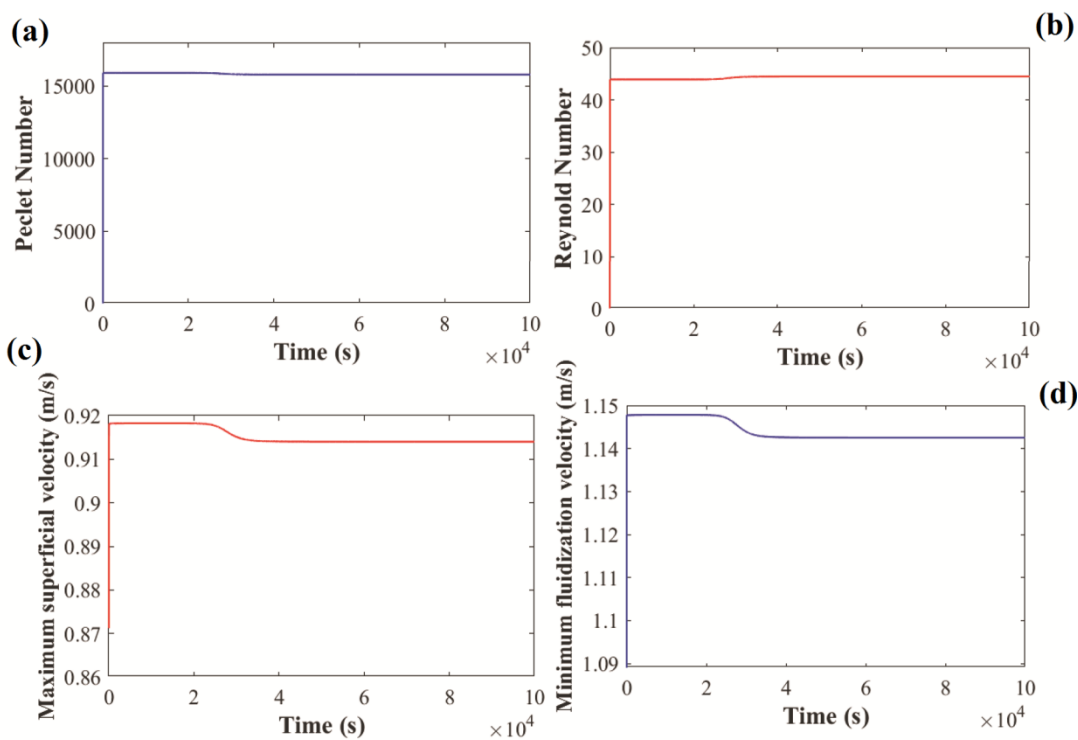 (a)
Peclet Number
15000
10000
5000
0
0 2 4 6 8 10
Time (s)
×10^4
(b)
Reynold Number
50
40
30
20
10
0
0 2 4 6 8 10
Time (s)
×10^4
(c)
Maximum superficial velocity (m/s)
0.92
0.91
0.9
0.89
0.88
0.87
0.86
0 2 4 6 8 10
Time (s)
×10^4
(d)
Minimum fluidization velocity (m/s)
1.15
1.14
1.13
1.12
1.11
1.1
1.09
0 2 4 6 8 10
Time (s)
×10^4